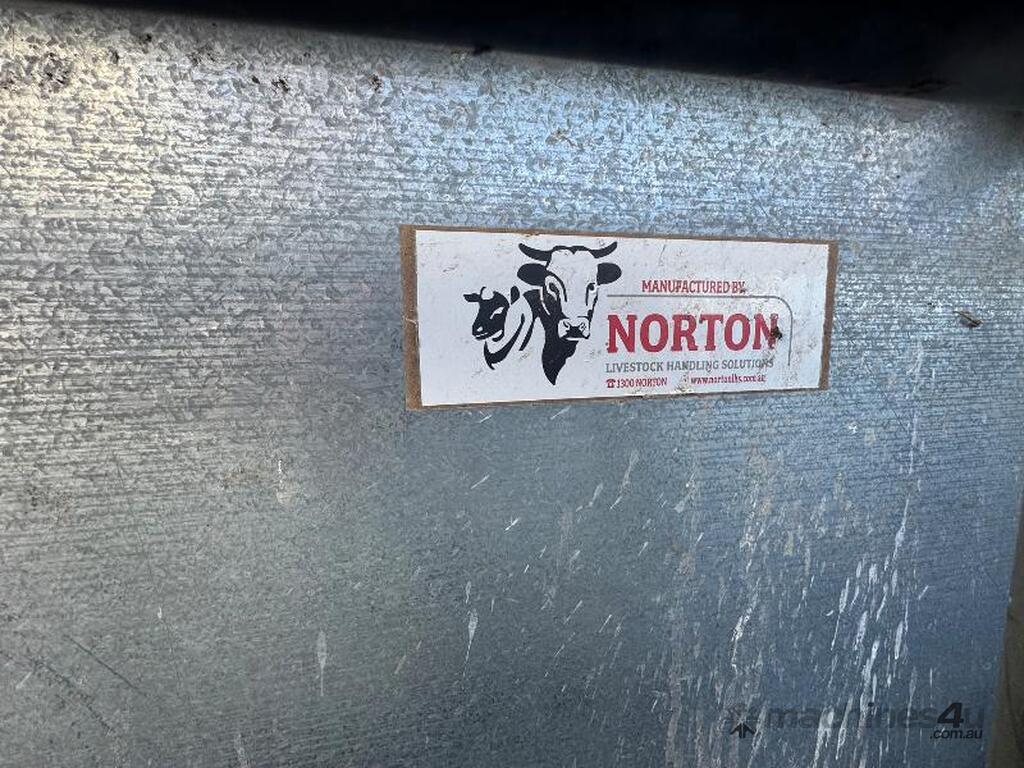 MANUFACTURED BY
NORTON
LIVESTOCK HANDLING SOLUTIONS
☎1300 NORTON www.nortonlhs.com.au
machines4u
.com.au